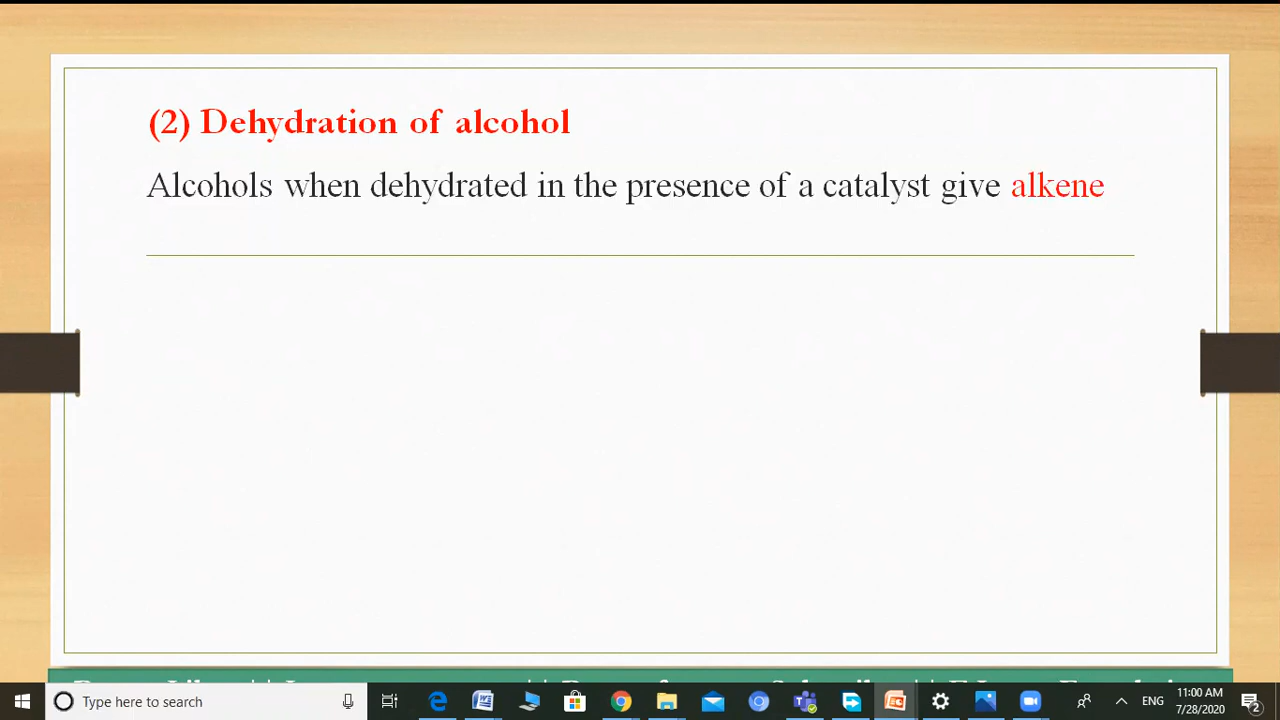 (2) Dehydration of alcohol
Alcohols when dehydrated in the presence of a catalyst give alkene
Type here to search
ENG
11:00 AM
7/28/2020
2